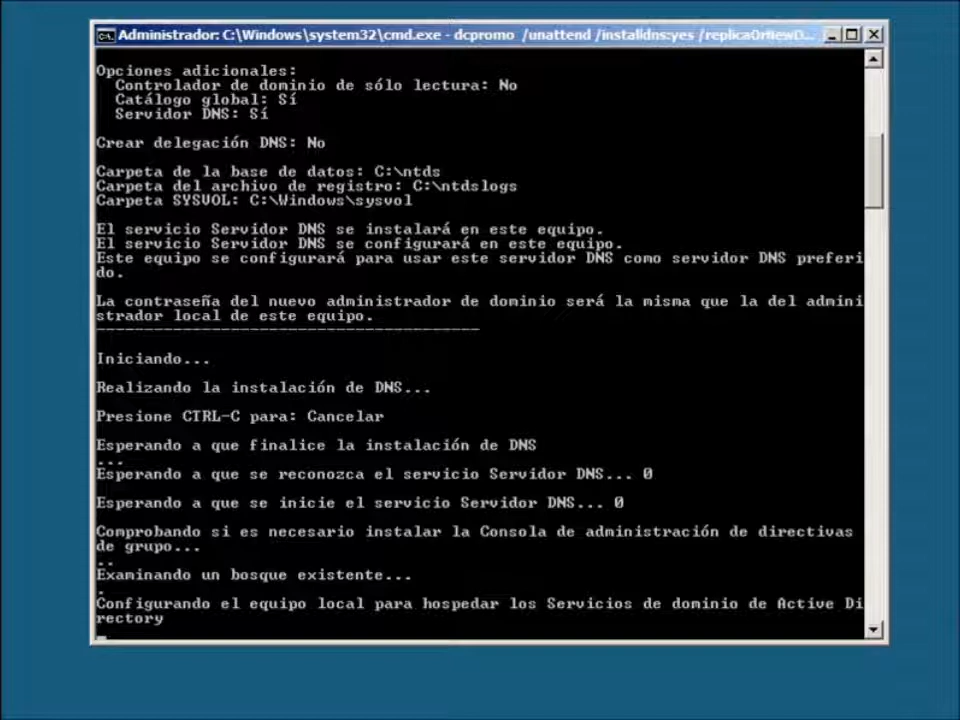 Administrador: C:\Windows\system32\cmd.exe - dcpromo /unattend /installdns:yes /replicaOrNewD...
Opciones adicionales:
Controlador de dominio de sólo lectura: No
Catálogo global: Sí
Servidor DNS: Sí
Crear delegación DNS: No
Carpeta de la base de datos: C:\ntds
Carpeta del archivo de registro: C:\ntdslogs
Carpeta SYSVOL: C:\Windows\sysvol
El servicio Servidor DNS se instalará en este equipo.
El servicio Servidor DNS se configurará en este equipo.
Este equipo se configurará para usar este servidor DNS como servidor DNS preferi
do.
La contraseña del nuevo administrador de dominio será la misma que la del admini
strador local de este equipo.
----------------------------------------
Iniciando...
Realizando la instalación de DNS...
Presione CTRL-C para: Cancelar
Esperando a que finalice la instalación de DNS
...
Esperando a que se reconozca el servicio Servidor DNS... 0
Esperando a que se inicie el servicio Servidor DNS... 0
Comprobando si es necesario instalar la Consola de administración de directivas
de grupo...
..
Examinando un bosque existente...
.
Configurando el equipo local para hospedar los Servicios de dominio de Active Di
rectory